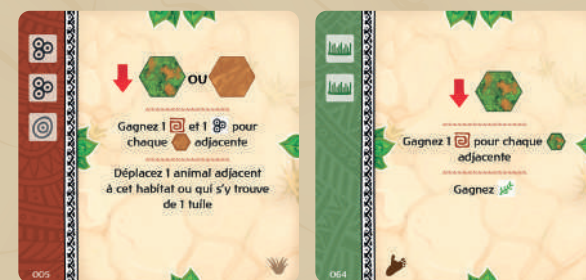 OU
Gagnez 1 et 1 pour
chaque adjacente
Déplacez 1 animal adjacent
à cet habitat ou qui s'y trouve
de 1 tuile
005
Gagnez 1 pour chaque
adjacente
Gagnez
064